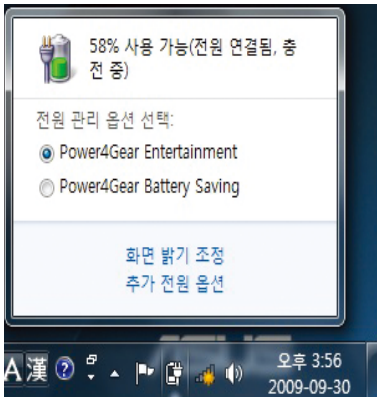 58% 사용 가능(전원 연결됨, 충
전 중)
전원 관리 옵션 선택:
Power4Gear Entertainment
Power4Gear Battery Saving
화면 밝기 조정
추가 전원 옵션
A 漢 ?
오후 3:56
2009-09-30